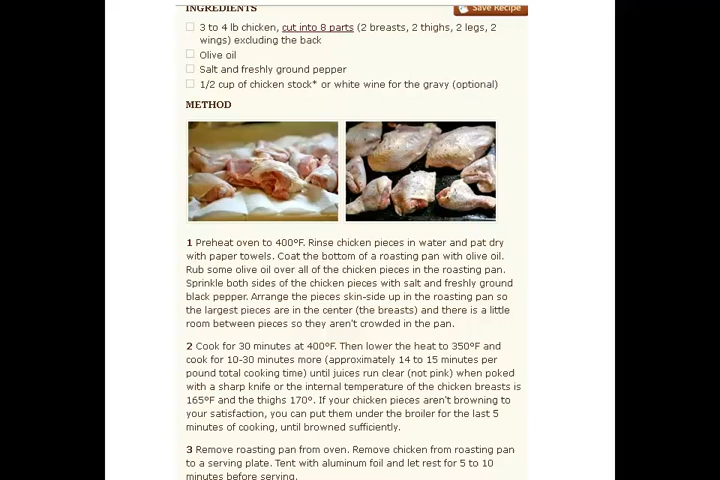 INGREDIENTS
Save Recipe
3 to 4 lb chicken, cut into 8 parts (2 breasts, 2 thighs, 2 legs, 2
wings) excluding the back
Olive oil
Salt and freshly ground pepper
1/2 cup of chicken stock* or white wine for the gravy (optional)
METHOD
1 Preheat oven to 400°F. Rinse chicken pieces in water and pat dry
with paper towels. Coat the bottom of a roasting pan with olive oil.
Rub some olive oil over all of the chicken pieces in the roasting pan.
Sprinkle both sides of the chicken pieces with salt and freshly ground
black pepper. Arrange the pieces skin-side up in the roasting pan so
the largest pieces are in the center (the breasts) and there is a little
room between pieces so they aren't crowded in the pan.
2 Cook for 30 minutes at 400°F. Then lower the heat to 350°F and
cook for 10-30 minutes more (approximately 14 to 15 minutes per
pound total cooking time) until juices run clear (not pink) when poked
with a sharp knife or the internal temperature of the chicken breasts is
165°F and the thighs 170°. If your chicken pieces aren't browning to
your satisfaction, you can put them under the broiler for the last 5
minutes of cooking, until browned sufficiently.
3 Remove roasting pan from oven. Remove chicken from roasting pan
to a serving plate. Tent with aluminum foil and let rest for 5 to 10
minutes before serving.